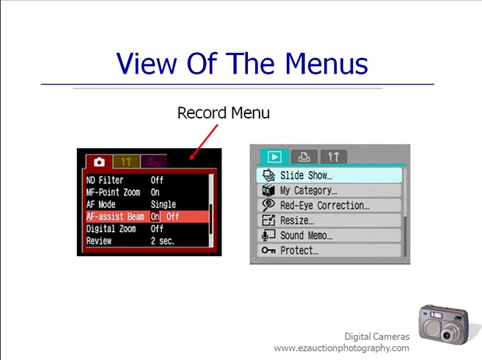 View Of The Menus
Record Menu
ND Filter Off
MF-Point Zoom On
AF Mode Single
AF-assist Beam On Off
Digital Zoom Off
Review 2 sec.
Slide Show...
My Category...
Red-Eye Correction...
Resize...
Sound Memo...
Protect...
Digital Cameras
www.ezauctionphotography.com